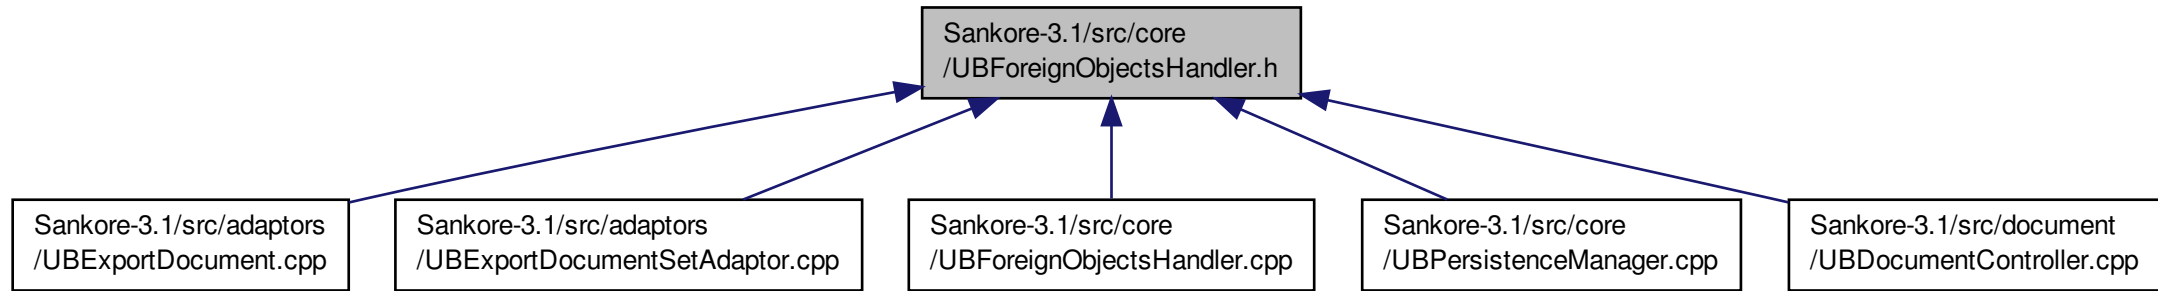 Sankore-3.1/src/core
/UBForeignObjectsHandler.h
Sankore-3.1/src/adaptors
/UBExportDocument.cpp
Sankore-3.1/src/adaptors
/UBExportDocumentSetAdaptor.cpp
Sankore-3.1/src/core
/UBForeignObjectsHandler.cpp
Sankore-3.1/src/core
/UBPersistenceManager.cpp
Sankore-3.1/src/document
/UBDocumentController.cpp